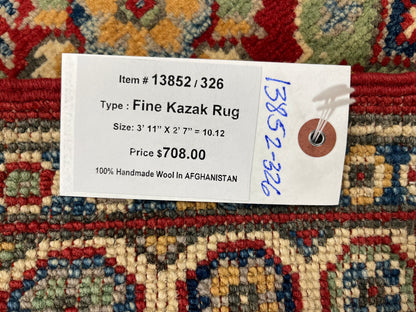 Item # 13852 / 326
Type : Fine Kazak Rug
Size: 3' 11" X 2' 7" = 10.12
Price $708.00
100% Handmade Wool In AFGHANISTAN
13852-326